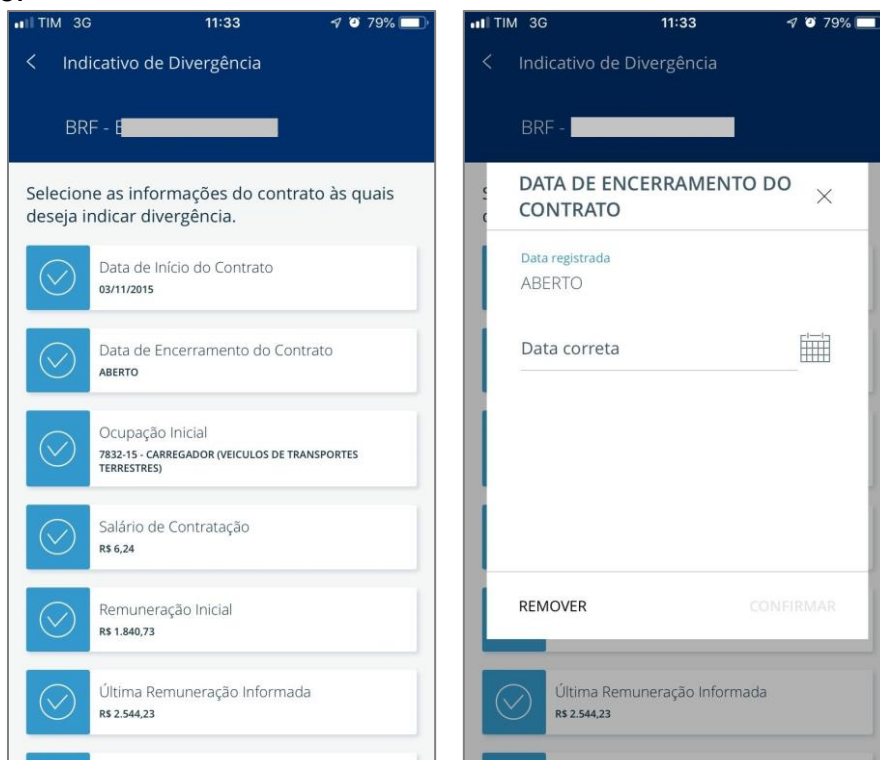 TIM 3G 11:33 79%
Indicativo de Divergência
BRF -
Selecione as informações do contrato às quais
deseja indicar divergência.
Data de Início do Contrato
03/11/2015
Data de Encerramento do Contrato
ABERTO
Ocupação Inicial
7832-15 - CARREGADOR (VEICULOS DE TRANSPORTES
TERRESTRES)
Salário de Contratação
R$ 6,24
Remuneração Inicial
R$ 1.840,73
Última Remuneração Informada
R$ 2.544,23
TIM 3G 11:33 79%
Indicativo de Divergência
BRF -
DATA DE ENCERRAMENTO DO
CONTRATO
Data registrada
ABERTO
Data correta
REMOVER CONFIRMAR
Última Remuneração Informada
R$ 2.544,23